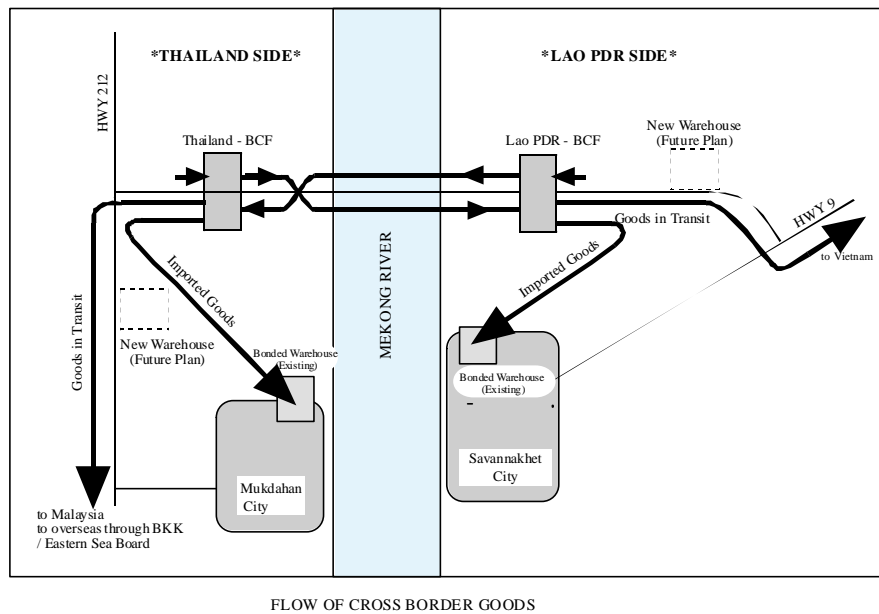 *THAILAND SIDE*
*LAO PDR SIDE*
HWY 212
Thailand - BCF
Lao PDR - BCF
New Warehouse
(Future Plan)
HWY 9
Goods in Transit
to Vietnam
Imported Goods
Imported Goods
MEKONG RIVER
Goods in Transit
New Warehouse
(Future Plan)
Bonded Warehouse
(Existing)
Bonded Warehouse
(Existing)
Savannakhet
City
Mukdahan
City
to Malaysia
to overseas through BKK
/ Eastern Sea Board
FLOW OF CROSS BORDER GOODS